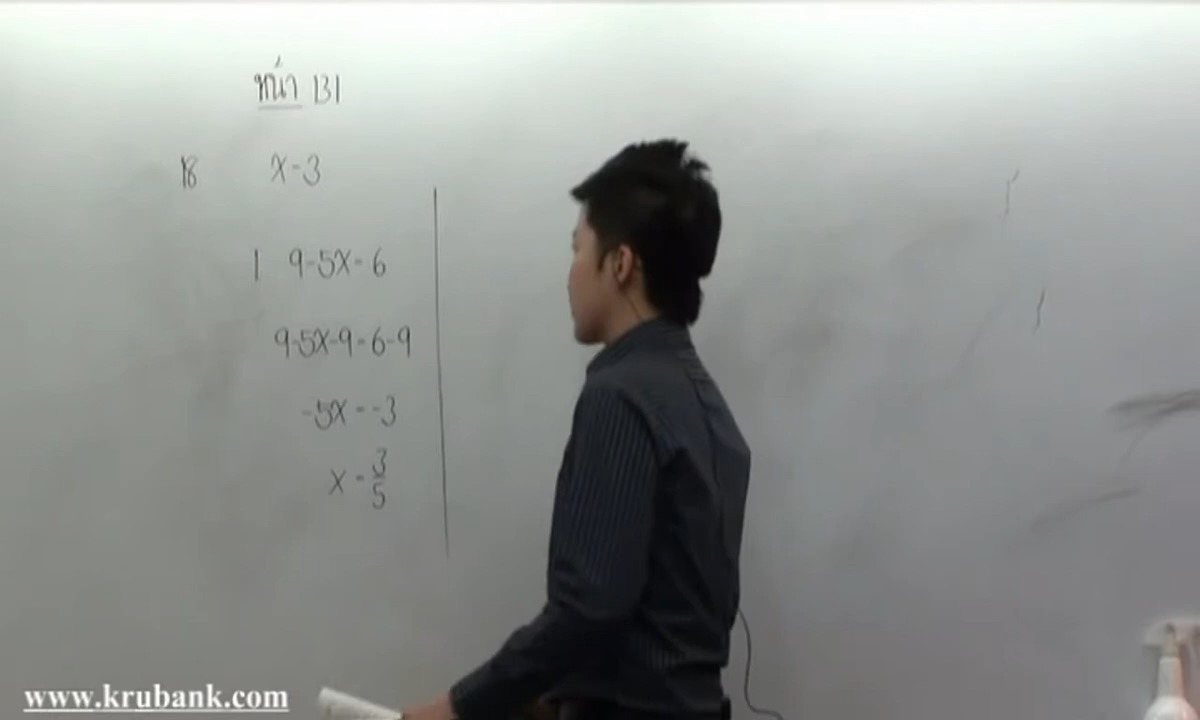 หน้า 131
18 x-3
1 9-5x=6
9-5x-9=6-9
-5x=-3
x=3/5
www.krubank.com